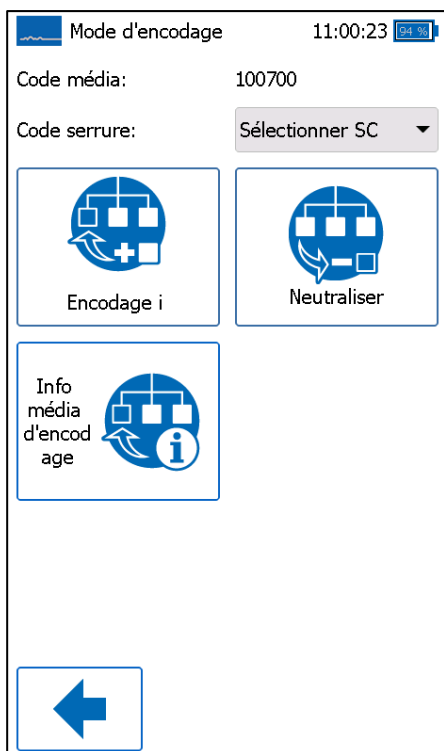 Mode d'encodage 11:00:23 94 %
Code média: 100700
Code serrure: Sélectionner SC
Encodage i
Neutraliser
Info
média
d'encod
age